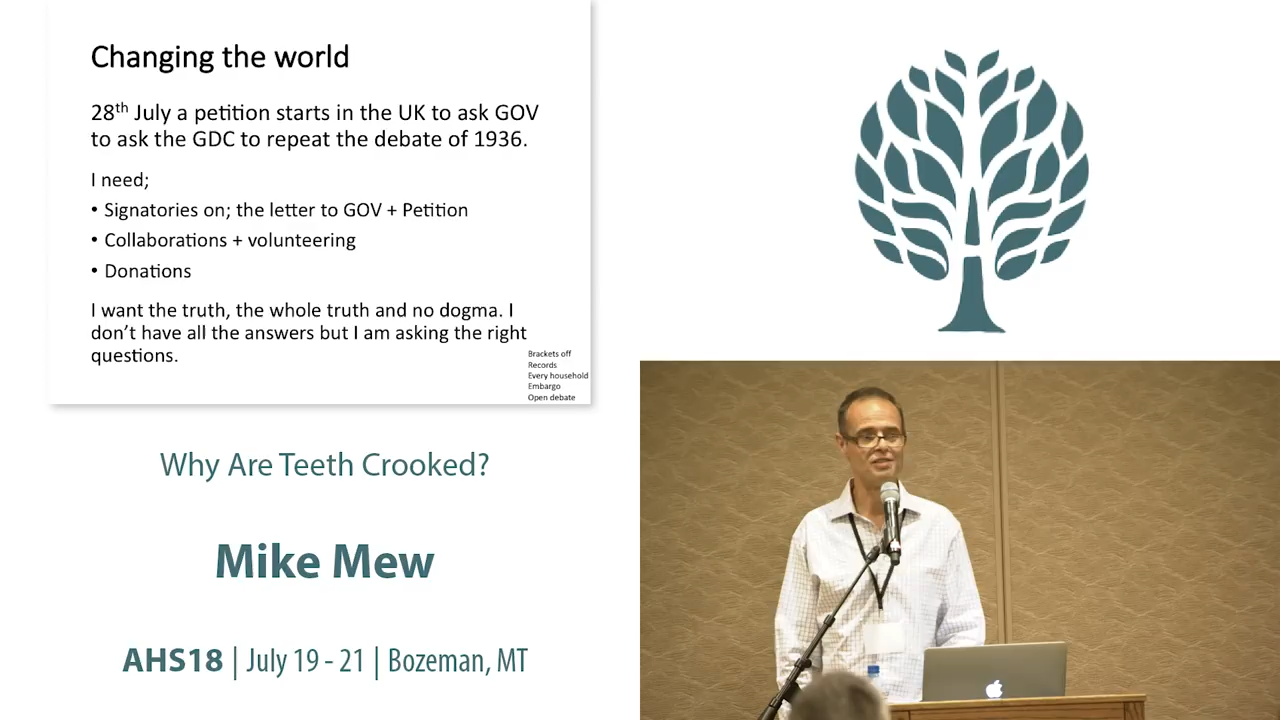 Changing the world
28th July a petition starts in the UK to ask GOV
to ask the GDC to repeat the debate of 1936.
I need;
• Signatories on; the letter to GOV + Petition
• Collaborations + volunteering
• Donations
I want the truth, the whole truth and no dogma. I
don't have all the answers but I am asking the right
questions.
Brackets off
Records
Every household
Embargo
Open debate
Why Are Teeth Crooked?
Mike Mew
AHS18 | July 19 - 21 | Bozeman, MT